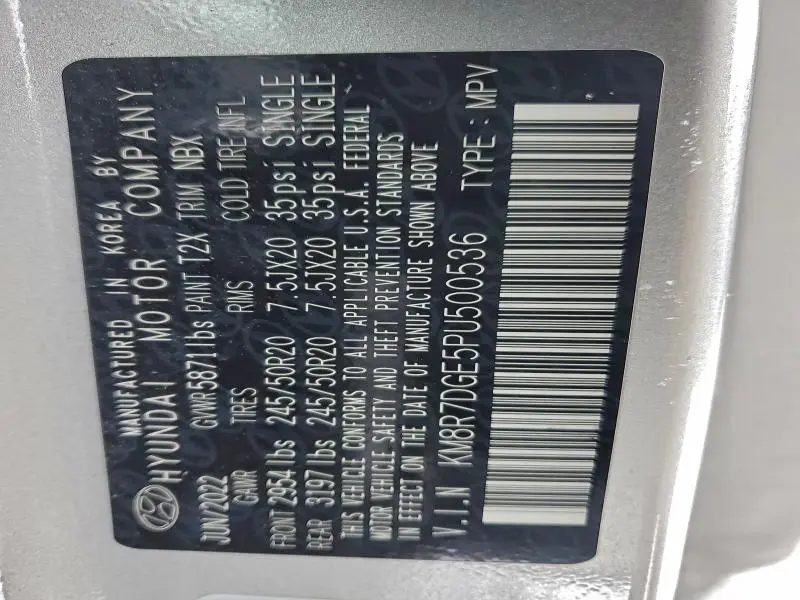 MANUFACTURED IN KOREA BY
HYUNDAI MOTOR COMPANY
JUN/2022 GVWR5871lbs PAINT T2X TRIM NBX
GAWR TIRES RIMS COLD TIRE INFL
FRONT 2954lbs 245/50R20 7.5JX20 35psi SINGLE
REAR 3197lbs 245/50R20 7.5JX20 35psi SINGLE
THIS VEHICLE CONFORMS TO ALL APPLICABLE U.S.A. FEDERAL
MOTOR VEHICLE SAFETY AND THEFT PREVENTION STANDARDS
IN EFFECT ON THE DATE OF MANUFACTURE SHOWN ABOVE
V.I.N KM8R7DGE5PU500536 TYPE : MPV